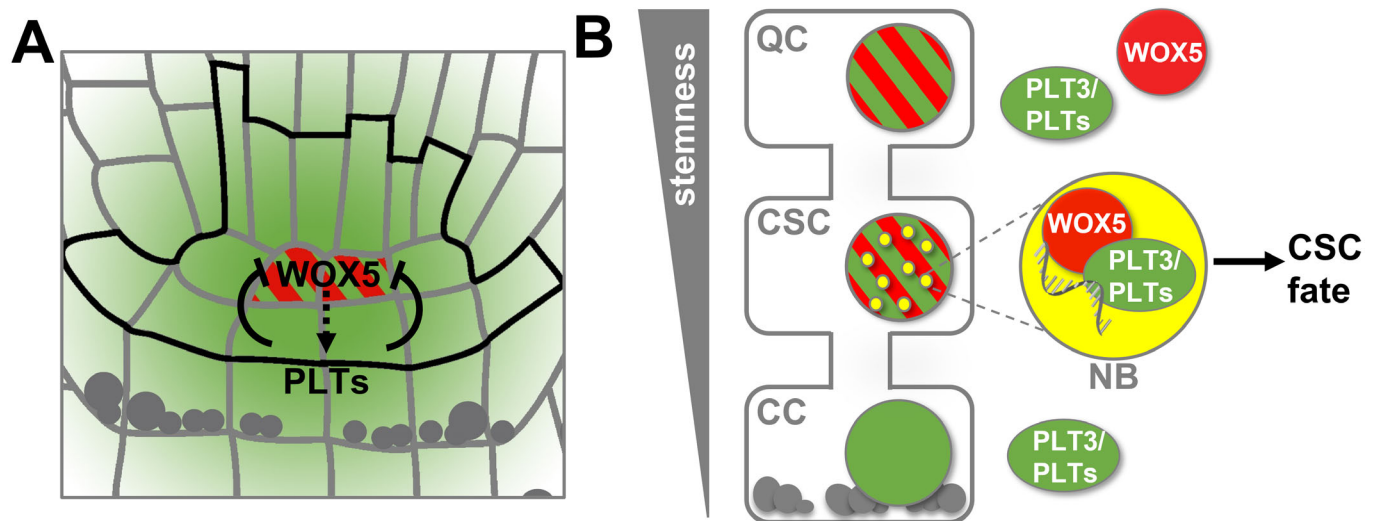 A
WOX5
PLTs
B
stemness
QC
WOX5
PLT3/
PLTs
CSC
WOX5
PLT3/
PLTs
NB
CSC
fate
CC
PLT3/
PLTs